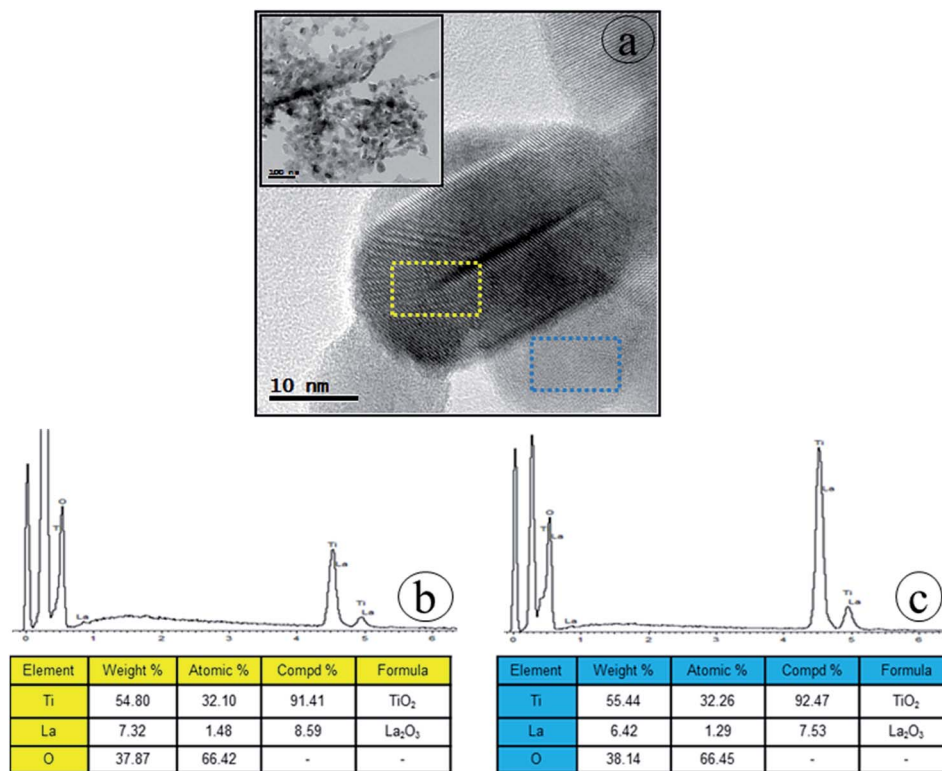 a
100 nm
10 nm
Ti
O
Ti
La
La
Ti
La
0 1 2 3 4 5 6
b
Ti
La
O
Ti
La
La
Ti
La
0 1 2 3 4 5 6
c
Element Weight % Atomic % Compd % Formula
Ti 54.80 32.10 91.41 TiO₂
La 7.32 1.48 8.59 La₂O₃
O 37.87 66.42 - -
Element Weight % Atomic % Compd % Formula
Ti 55.44 32.26 92.47 TiO₂
La 6.42 1.29 7.53 La₂O₃
O 38.14 66.45 - -